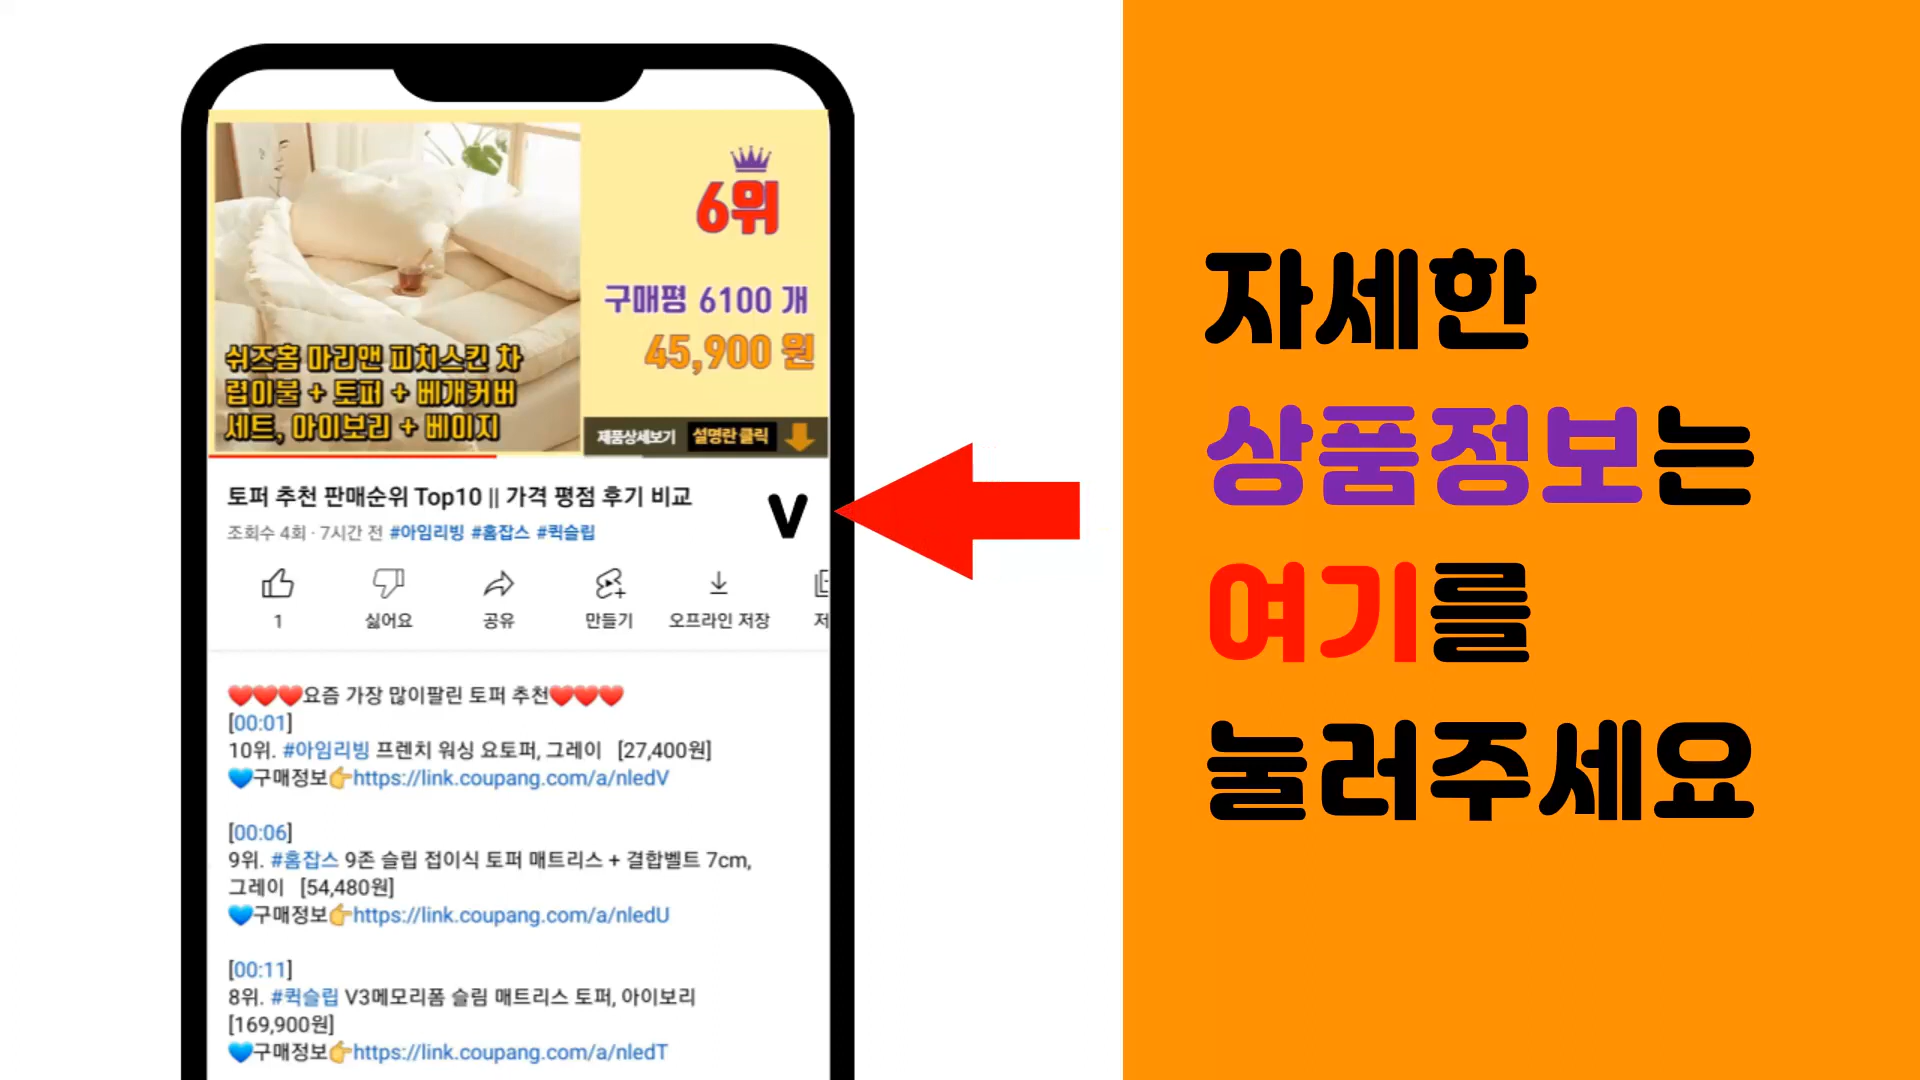 6위
구매평 6100 개
45,900 원
쉬즈홈 마리앤 피치스킨 차
렵이불 + 토퍼 + 베개커버
세트, 아이보리 + 베이지
제품상세보기 설명란 클릭
토퍼 추천 판매순위 Top10 || 가격 평점 후기 비교
V
조회수 4회 · 7시간 전 #아임리빙 #홈잡스 #퀵슬립
1 싫어요 공유 만들기 오프라인 저장 저
❤️❤️❤️요즘 가장 많이팔린 토퍼 추천❤️❤️❤️
[00:01]
10위. #아임리빙 프렌치 워싱 요토퍼, 그레이 [27,400원]
💙구매정보👉https://link.coupang.com/a/nledV
[00:06]
9위. #홈잡스 9존 슬립 접이식 토퍼 매트리스 + 결합벨트 7cm,
그레이 [54,480원]
💙구매정보👉https://link.coupang.com/a/nledU
[00:11]
8위. #퀵슬립 V3메모리폼 슬림 매트리스 토퍼, 아이보리
[169,900원]
💙구매정보👉https://link.coupang.com/a/nledT
자세한
상품정보는
여기를
눌러주세요